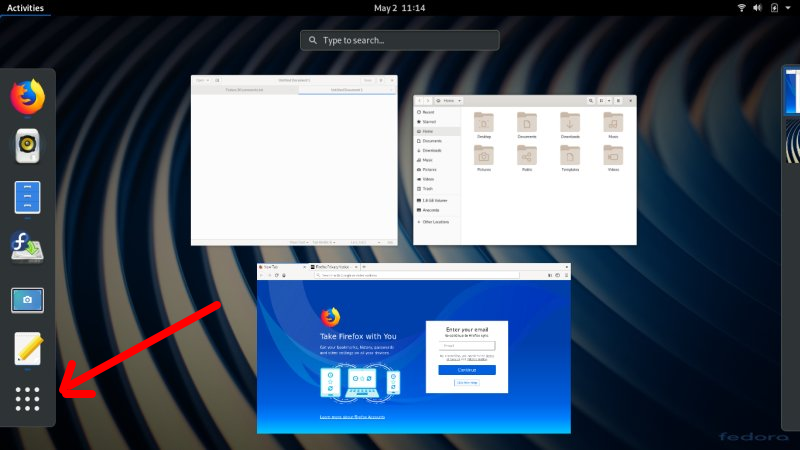 Activities
May 2 11:14
Type to search...
Open
Untitled Document 1
Save
Untitled Document 1
Home
Recent
Starred
Home
Documents
Downloads
Music
Pictures
Videos
Trash
1.8 GB Volume
Anaconda
+ Other Locations
Desktop
Documents
Downloads
Music
Pictures
Public
Templates
Videos
New Tab
Firefox Privacy Notice
Take Firefox with You
Get your bookmarks, history, passwords
and other settings on all your devices.
Learn more about Firefox Accounts
Enter your email
to continue to Firefox Sync
Email
Continue
fedora